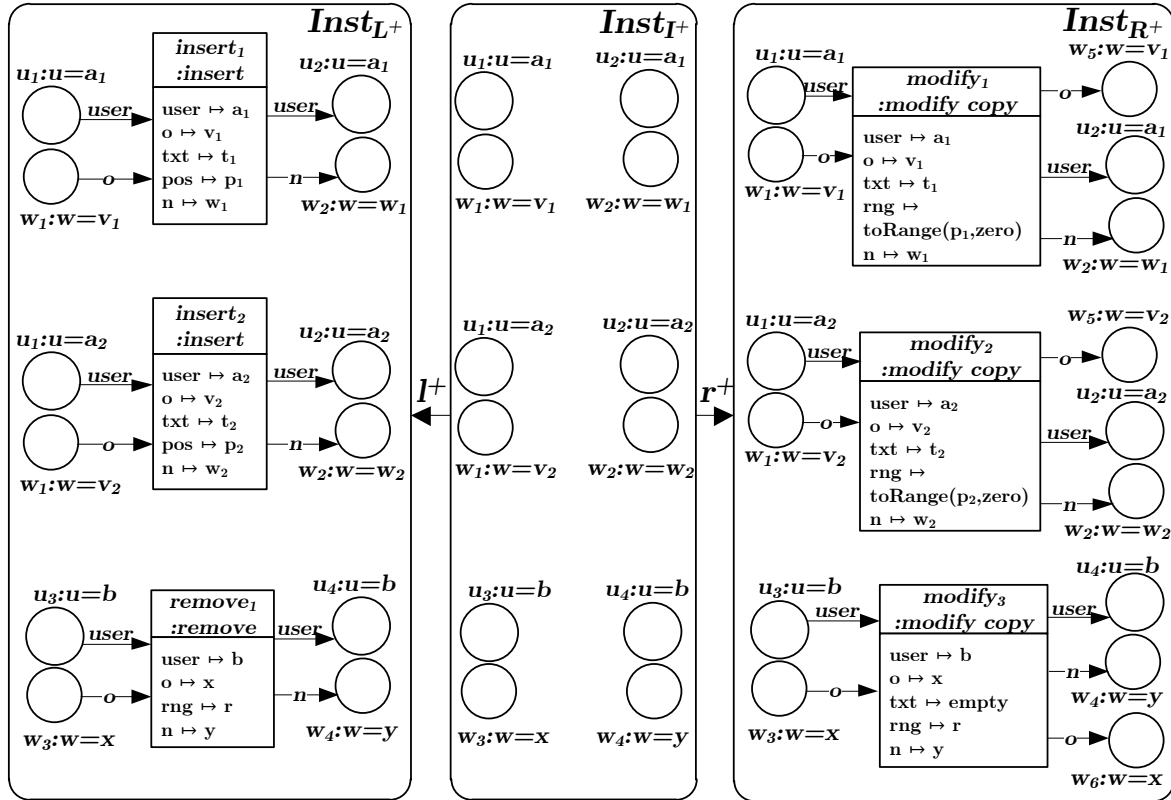 Inst_{L+}
insert₁
:insert
u₁:u=a₁
u₂:u=a₁
user
user
user ↦ a₁
o ↦ v₁
txt ↦ t₁
pos ↦ p₁
n ↦ w₁
o
n
w₁:w=v₁
w₂:w=w₁
insert₂
:insert
u₁:u=a₂
u₂:u=a₂
user
user
user ↦ a₂
o ↦ v₂
txt ↦ t₂
pos ↦ p₂
n ↦ w₂
o
n
w₁:w=v₂
w₂:w=w₂
remove₁
:remove
u₃:u=b
u₄:u=b
user
user
user ↦ b
o ↦ x
rng ↦ r
n ↦ y
o
n
w₃:w=x
w₄:w=y
l⁺
Inst_{I+}
u₁:u=a₁
u₂:u=a₁
w₁:w=v₁
w₂:w=w₁
u₁:u=a₂
u₂:u=a₂
w₁:w=v₂
w₂:w=w₂
u₃:u=b
u₄:u=b
w₃:w=x
w₄:w=y
r⁺
Inst_{R+}
u₁:u=a₁
w₅:w=v₁
modify₁
:modify copy
user
o
user ↦ a₁
o ↦ v₁
txt ↦ t₁
rng ↦
toRange(p₁,zero)
n ↦ w₁
u₂:u=a₁
o
user
w₁:w=v₁
n
w₂:w=w₁
u₁:u=a₂
w₅:w=v₂
modify₂
:modify copy
user
o
user ↦ a₂
o ↦ v₂
txt ↦ t₂
rng ↦
toRange(p₂,zero)
n ↦ w₂
u₂:u=a₂
o
user
w₁:w=v₂
n
w₂:w=w₂
u₃:u=b
u₄:u=b
modify₃
:modify copy
user
user
user ↦ b
o ↦ x
txt ↦ empty
rng ↦ r
n ↦ y
o
n
w₃:w=x
w₄:w=y
o
w₆:w=x